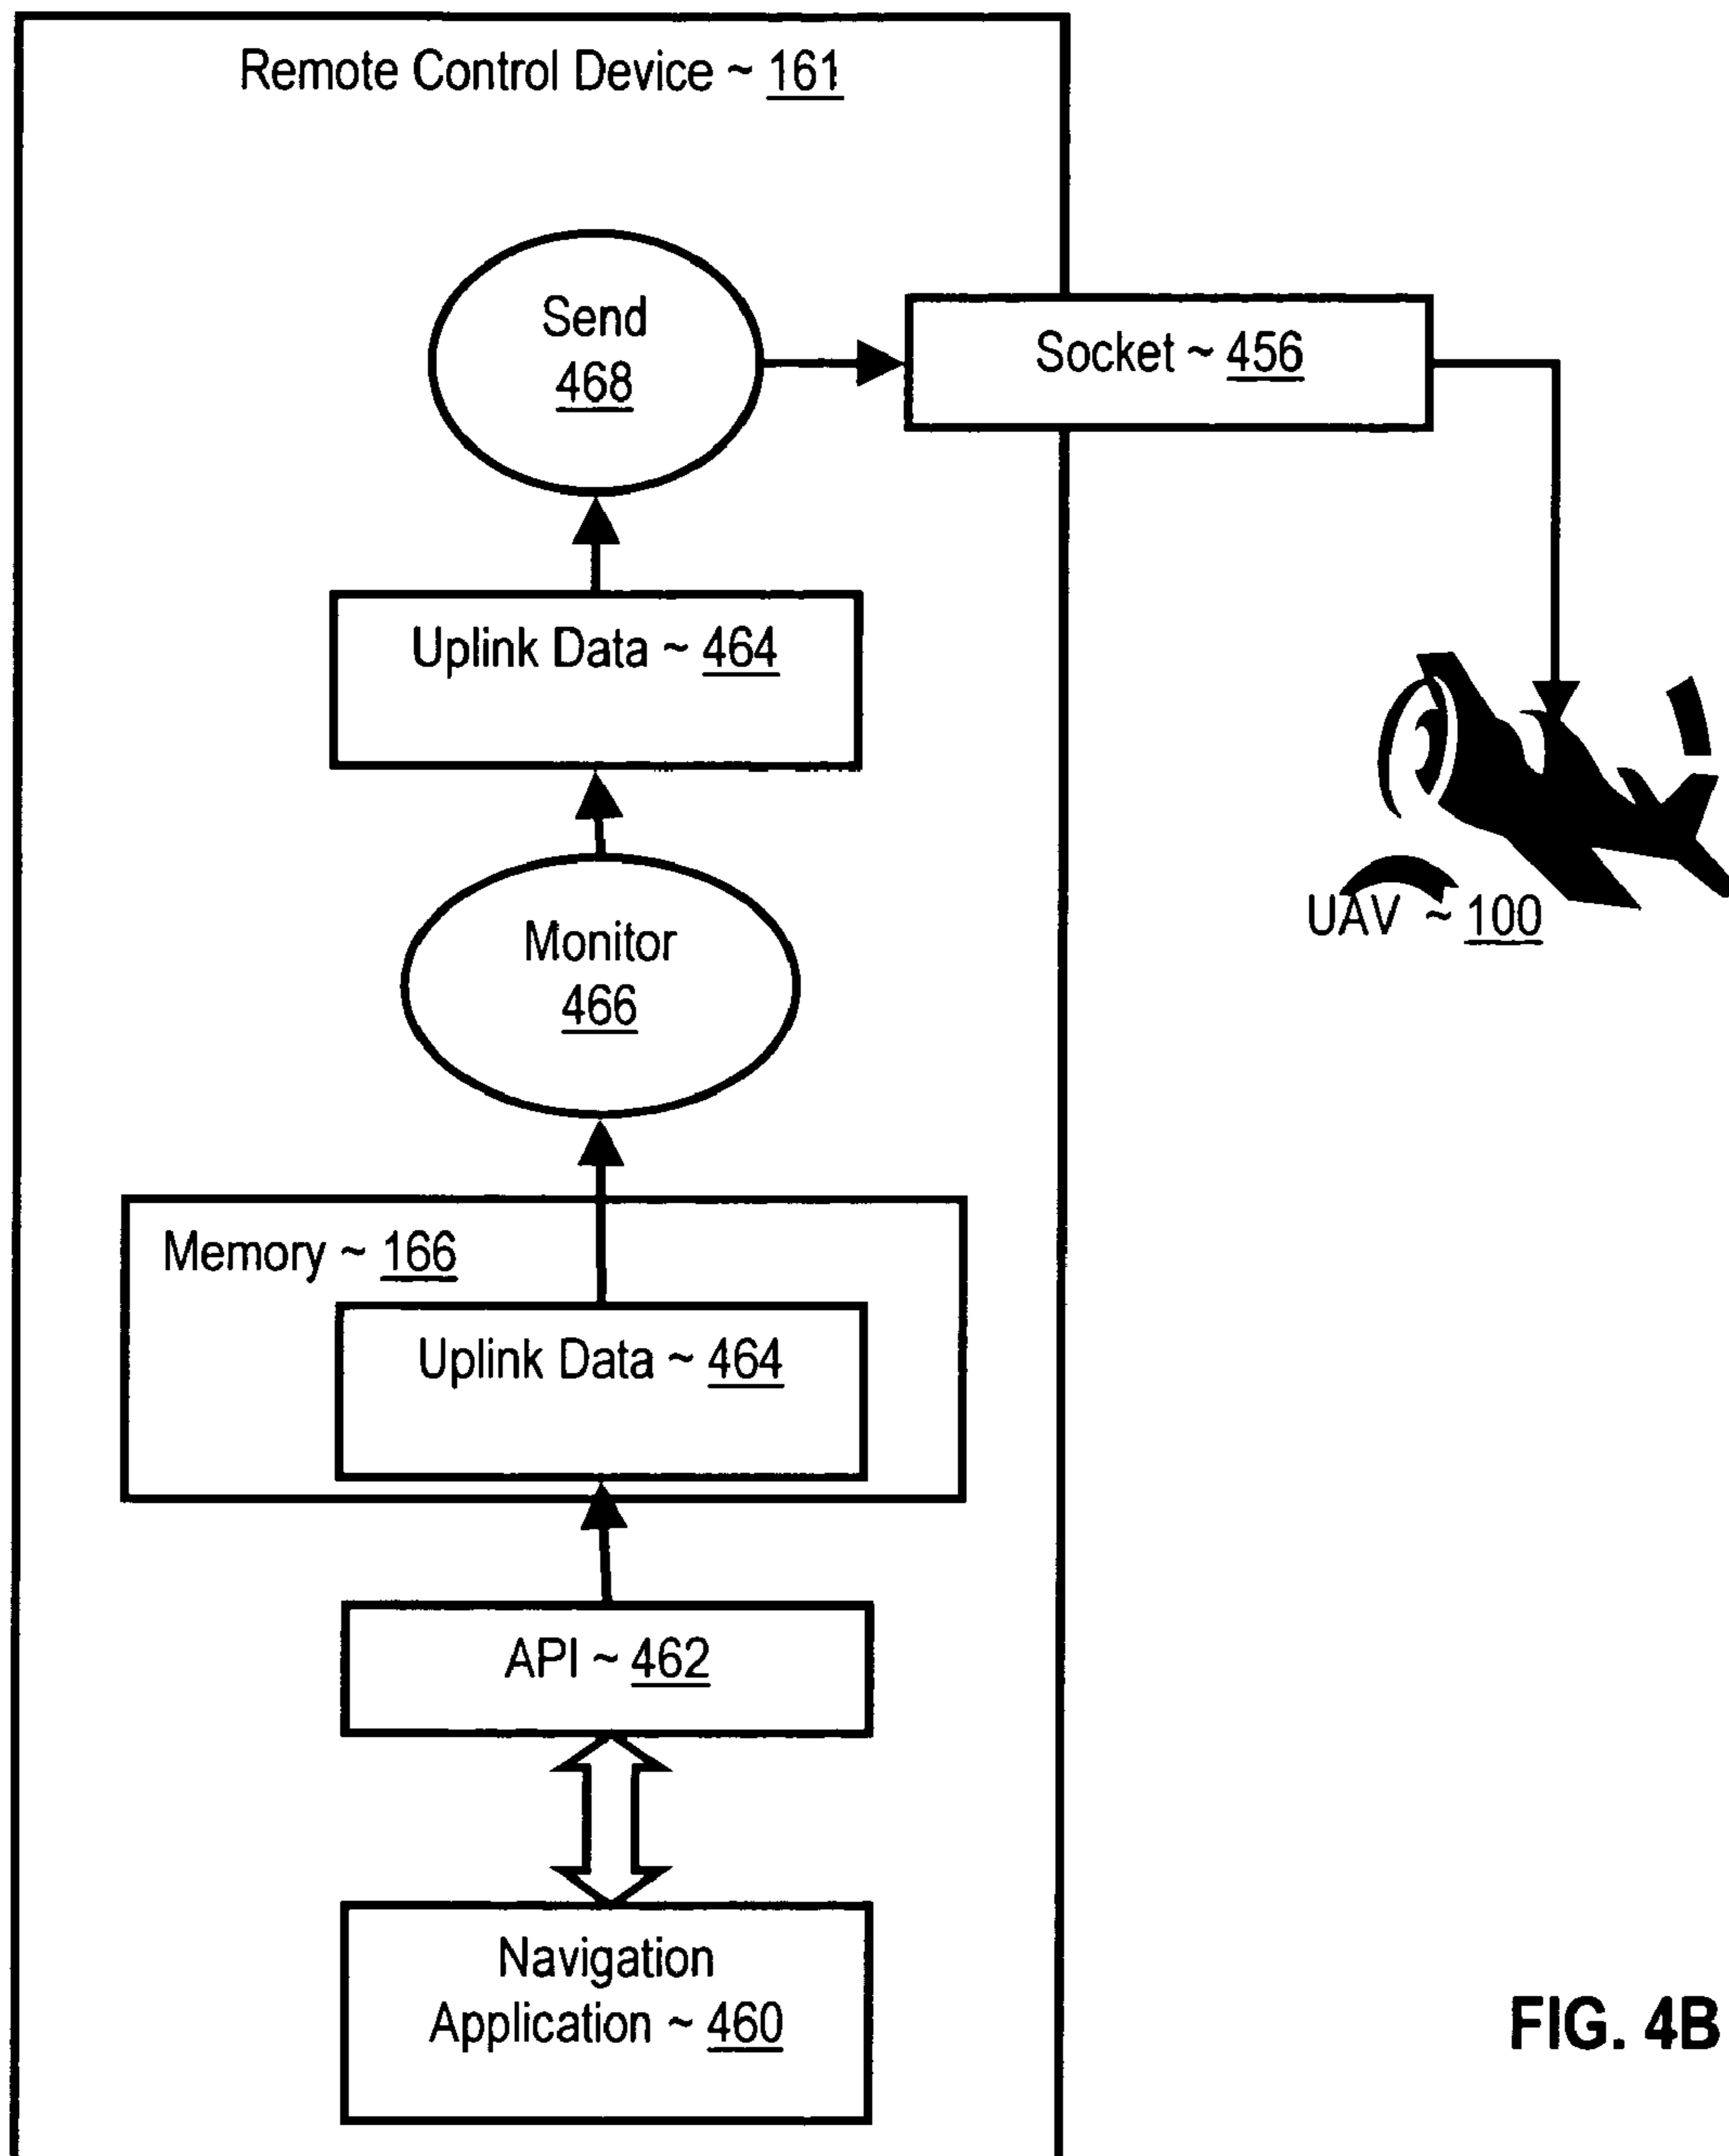 Remote Control Device ~ 161
Send
468
Socket ~ 456
Uplink Data ~ 464
Monitor
466
UAV ~ 100
Memory ~ 166
Uplink Data ~ 464
API ~ 462
Navigation
Application ~ 460
FIG. 4B